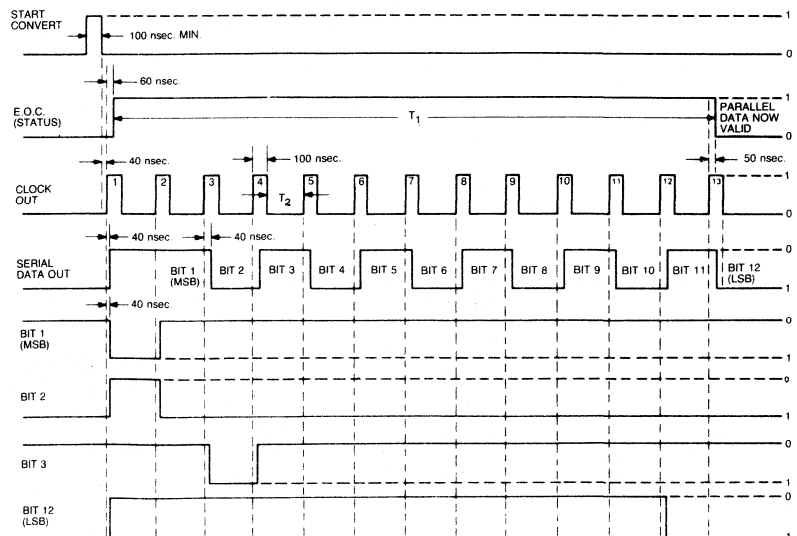 START
CONVERT
100 nsec. MIN.
1
0
60 nsec.
E.O.C.
(STATUS)
T1
1
PARALLEL
DATA NOW
VALID
0
40 nsec.
100 nsec.
50 nsec.
CLOCK
OUT
1 2 3 4 5 6 7 8 9 10 11 12 13
T2
1
0
40 nsec.
40 nsec.
SERIAL
DATA OUT
BIT 1
(MSB)
BIT 2
BIT 3
BIT 4
BIT 5
BIT 6
BIT 7
BIT 8
BIT 9
BIT 10
BIT 11
BIT 12
(LSB)
0
1
40 nsec.
BIT 1
(MSB)
0
1
BIT 2
0
1
BIT 3
0
1
BIT 12
(LSB)
0
1